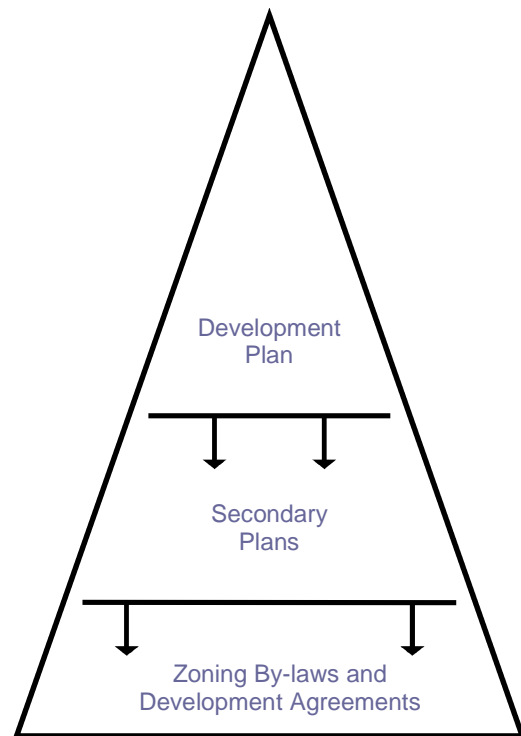 Development
Plan
Secondary
Plans
Zoning By-laws and
Development Agreements